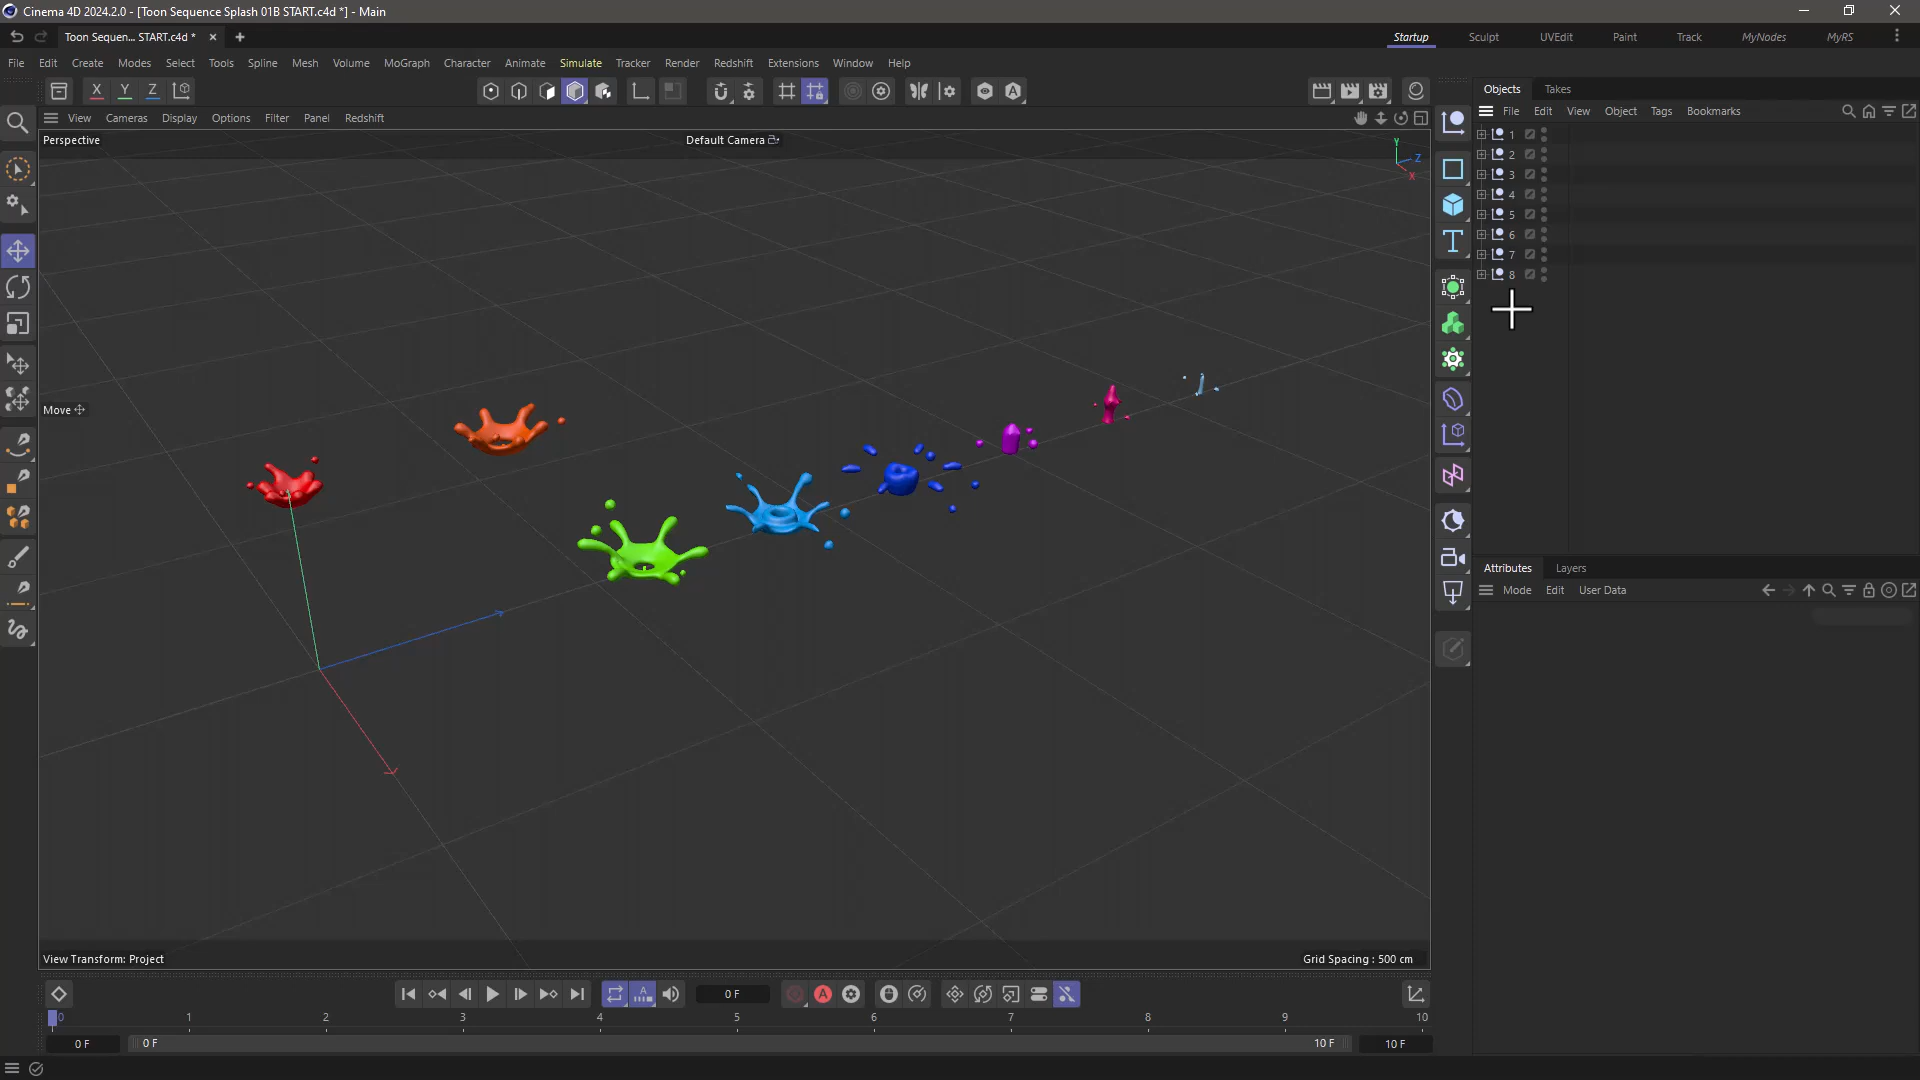 Cinema 4D 2024.2.0 - [Toon Sequence Splash 01B START.c4d *] - Main
Toon Sequen... START.c4d *
Startup Sculpt UVEdit Paint Track MyNodes MyRS
File Edit Create Modes Select Tools Spline Mesh Volume MoGraph Character Animate Simulate Tracker Render Redshift Extensions Window Help
X Y Z
Objects Takes
File Edit View Object Tags Bookmarks
View Cameras Display Options Filter Panel Redshift
Perspective
Default Camera
Y
Z
X
1
2
3
4
5
6
7
8
Move
Attributes Layers
Mode Edit User Data
View Transform: Project
Grid Spacing : 500 cm
0 F
0 1 2 3 4 5 6 7 8 9 10
0 F 0 F 10 F 10 F